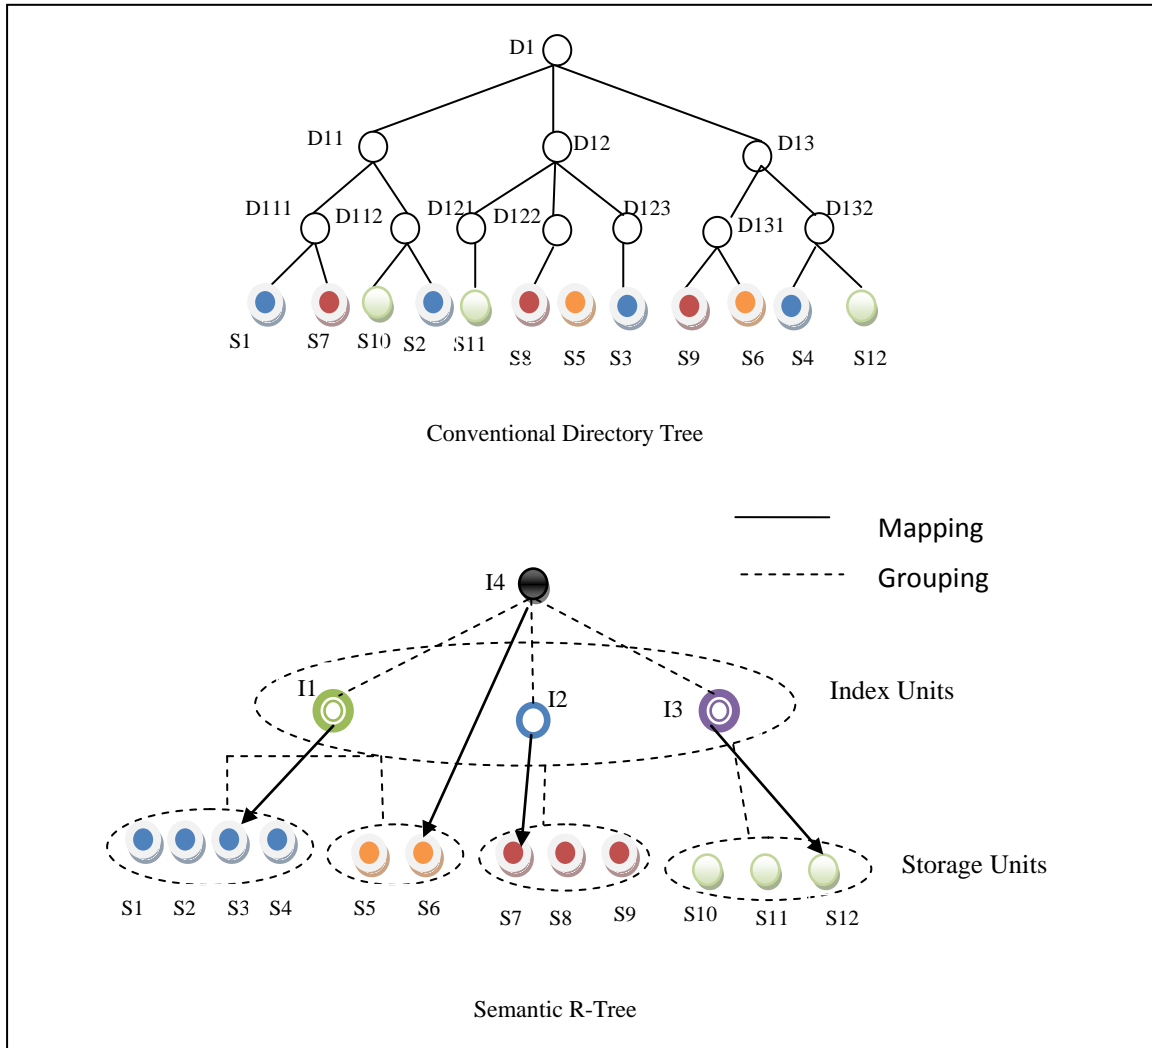 D1
D11
D12
D13
D111
D112
D121
D122
D123
D131
D132
S1
S7
S10
S2
S11
S8
S5
S3
S9
S6
S4
S12
Conventional Directory Tree
Mapping
Grouping
I4
I1
I2
I3
Index Units
Storage Units
S1
S2
S3
S4
S5
S6
S7
S8
S9
S10
S11
S12
Semantic R-Tree